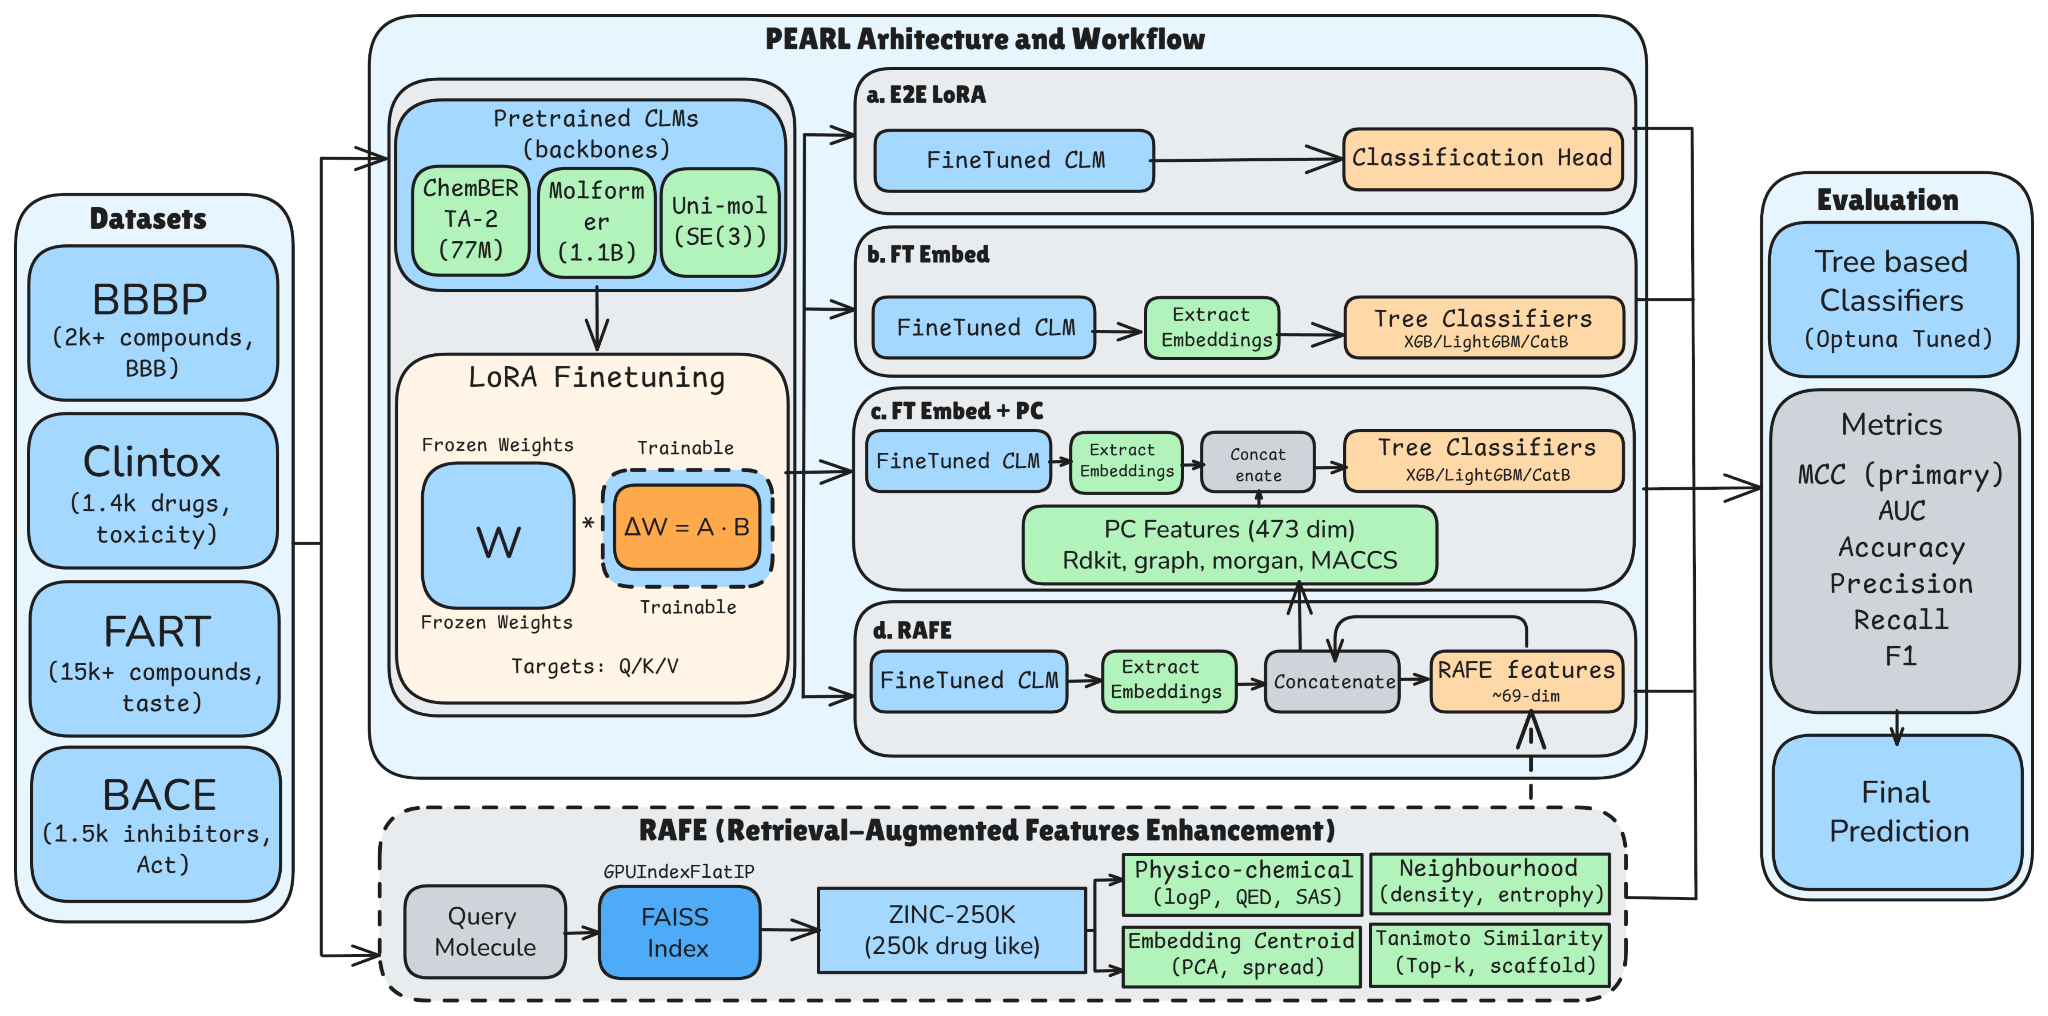 PEARL Arhitecture and Workflow
Datasets
BBBP
(2k+ compounds,
BBB)
Clintox
(1.4k drugs,
toxicity)
FART
(15k+ compounds,
taste)
BACE
(1.5k inhibitors,
Act)
Pretrained CLMs
(backbones)
ChemBER
TA-2
(77M)
Molform
er
(1.1B)
Uni-mol
(SE(3))
LoRA Finetuning
Frozen Weights
W
Frozen Weights
*
Trainable
ΔW = A · B
Trainable
Targets: Q/K/V
a. E2E LoRA
FineTuned CLM
Classification Head
b. FT Embed
FineTuned CLM
Extract
Embeddings
Tree Classifiers
XGB/LightGBM/CatB
c. FT Embed + PC
FineTuned CLM
Extract
Embeddings
Concat
enate
Tree Classifiers
XGB/LightGBM/CatB
PC Features (473 dim)
Rdkit, graph, morgan, MACCS
d. RAFE
FineTuned CLM
Extract
Embeddings
Concatenate
RAFE features
~69-dim
RAFE (Retrieval-Augmented Features Enhancement)
Query
Molecule
GPUIndexFlatIP
FAISS
Index
ZINC-250K
(250k drug like)
Physico-chemical
(logP, QED, SAS)
Neighbourhood
(density, entrophy)
Embedding Centroid
(PCA, spread)
Tanimoto Similarity
(Top-k, scaffold)
Evaluation
Tree based
Classifiers
(Optuna Tuned)
Metrics
MCC (primary)
AUC
Accuracy
Precision
Recall
F1
Final
Prediction